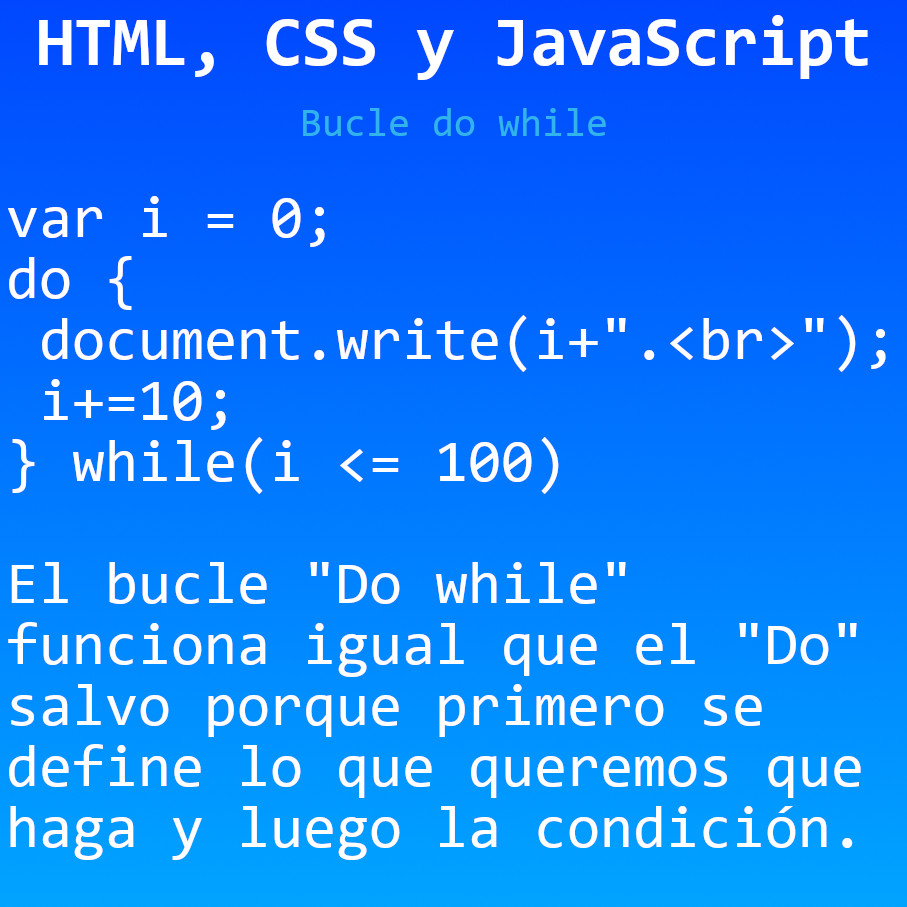 HTML, CSS y JavaScript
Bucle do while
var i = 0;
do {
 document.write(i+".<br>");
 i+=10;
} while(i <= 100)
El bucle "Do while"
funciona igual que el "Do"
salvo porque primero se
define lo que queremos que
haga y luego la condición.